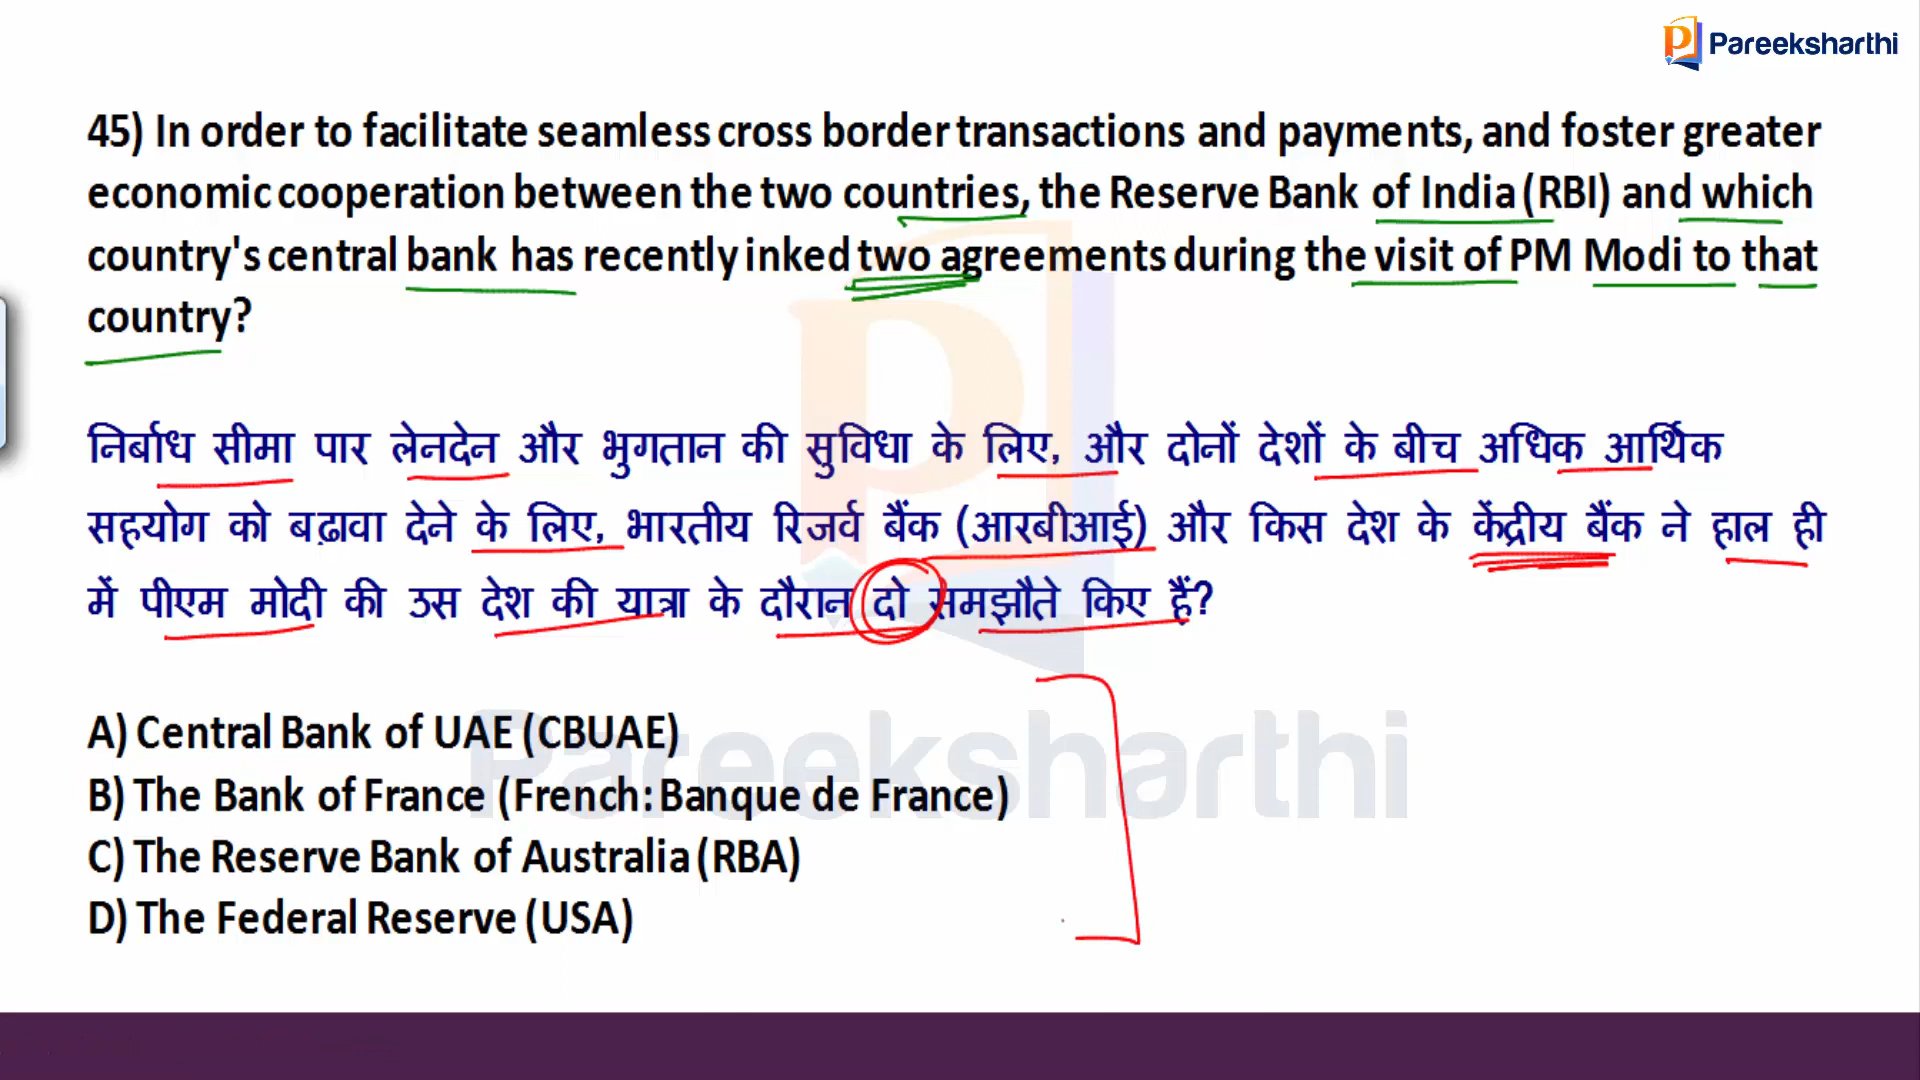 Pareeksharthi
45) In order to facilitate seamless cross border transactions and payments, and foster greater
economic cooperation between the two countries, the Reserve Bank of India (RBI) and which
country's central bank has recently inked two agreements during the visit of PM Modi to that
country?
निर्बाध सीमा पार लेनदेन और भुगतान की सुविधा के लिए, और दोनों देशों के बीच अधिक आर्थिक
सहयोग को बढ़ावा देने के लिए, भारतीय रिजर्व बैंक (आरबीआई) और किस देश के केंद्रीय बैंक ने हाल ही
में पीएम मोदी की उस देश की यात्रा के दौरान दो समझौते किए हैं?
A) Central Bank of UAE (CBUAE)
B) The Bank of France (French: Banque de France)
C) The Reserve Bank of Australia (RBA)
D) The Federal Reserve (USA)
Pareeksharthi